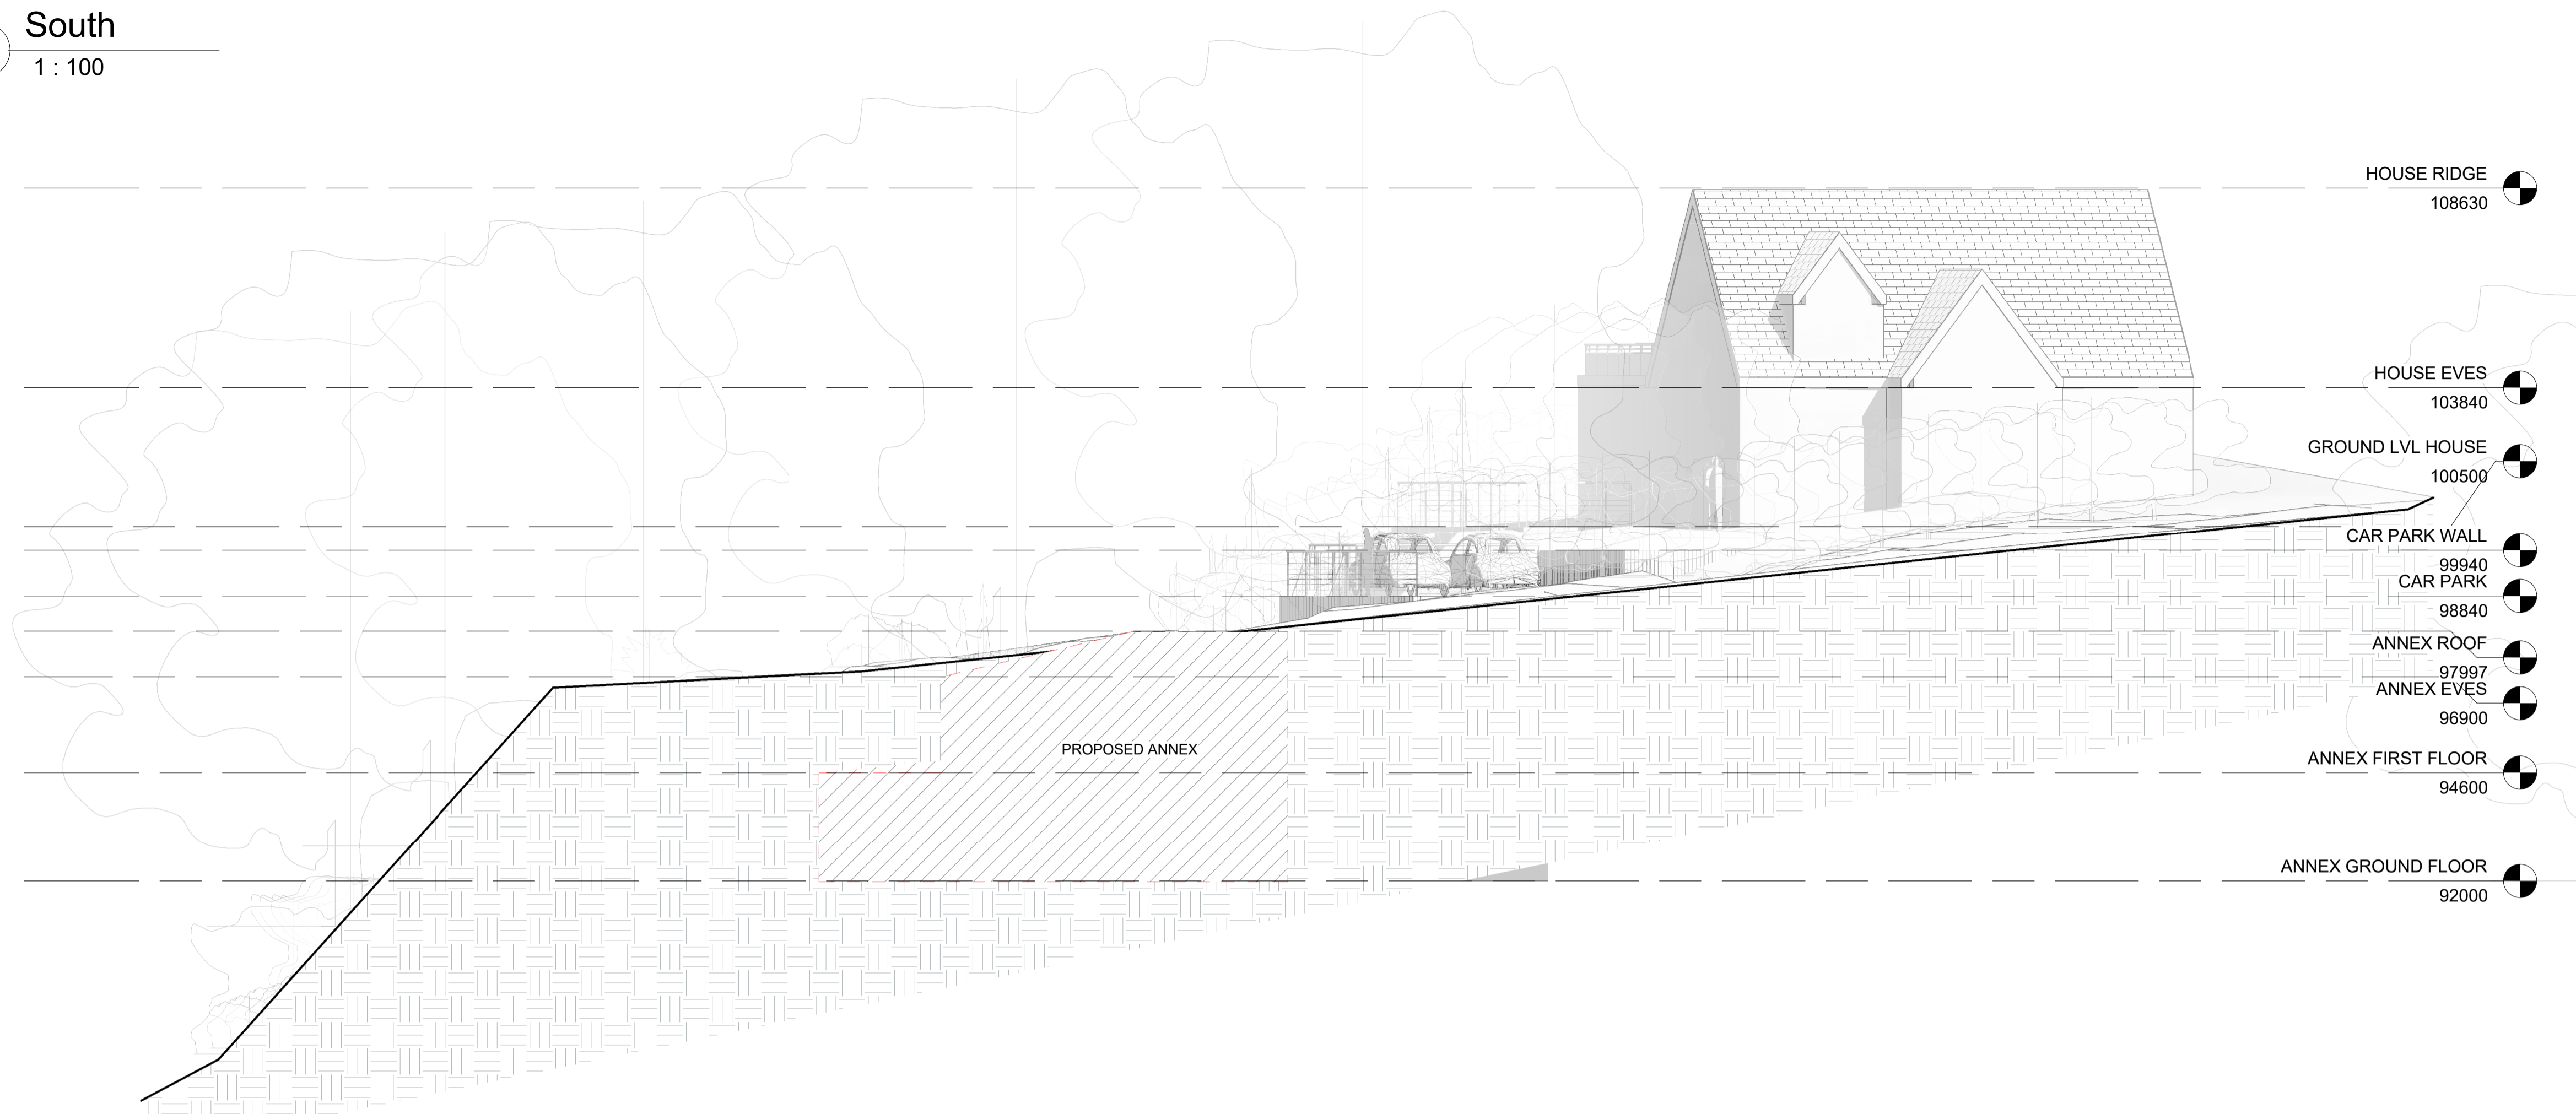 South
1 : 100
HOUSE RIDGE
108630
HOUSE EVES
103840
GROUND LVL HOUSE
100500
CAR PARK WALL
99940
CAR PARK
98840
ANNEX ROOF
97997
ANNEX EVES
96900
PROPOSED ANNEX
ANNEX FIRST FLOOR
94600
ANNEX GROUND FLOOR
92000